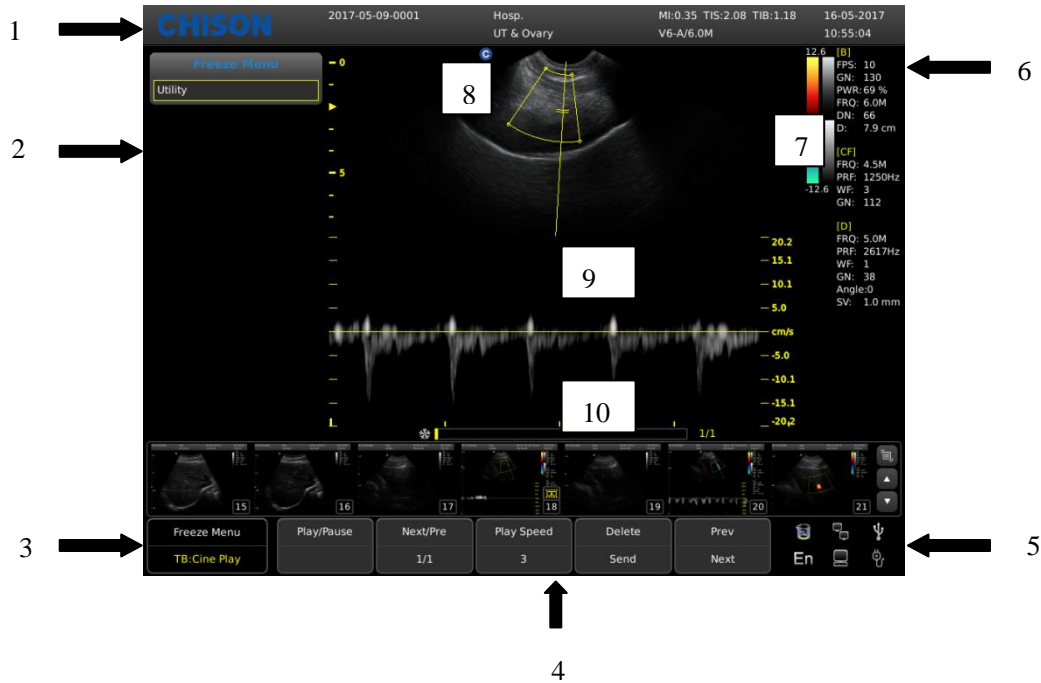 CHISON
2017-05-09-0001 Hosp. MI:0.35 TIS:2.08 TIB:1.18 16-05-2017
UT & Ovary V6-A/6.0M 10:55:04
1
2
3
4
5
6
7
8
9
10
Freeze Menu
Utility
C
0
5
12.6
-12.6
[B]
FPS: 10
GN: 130
PWR:69 %
FRQ: 6.0M
DN: 66
D: 7.9 cm
[CF]
FRQ: 4.5M
PRF: 1250Hz
WF: 3
GN: 112
[D]
FRQ: 5.0M
PRF: 2617Hz
WF: 1
GN: 38
Angle:0
SV: 1.0 mm
20.2
15.1
10.1
5.0
cm/s
-5.0
-10.1
-15.1
-20.2
1/1
15 16 17 18 19 20 21
Freeze Menu Play/Pause Next/Pre Play Speed Delete Prev
TB:Cine Play 1/1 3 Send Next
En